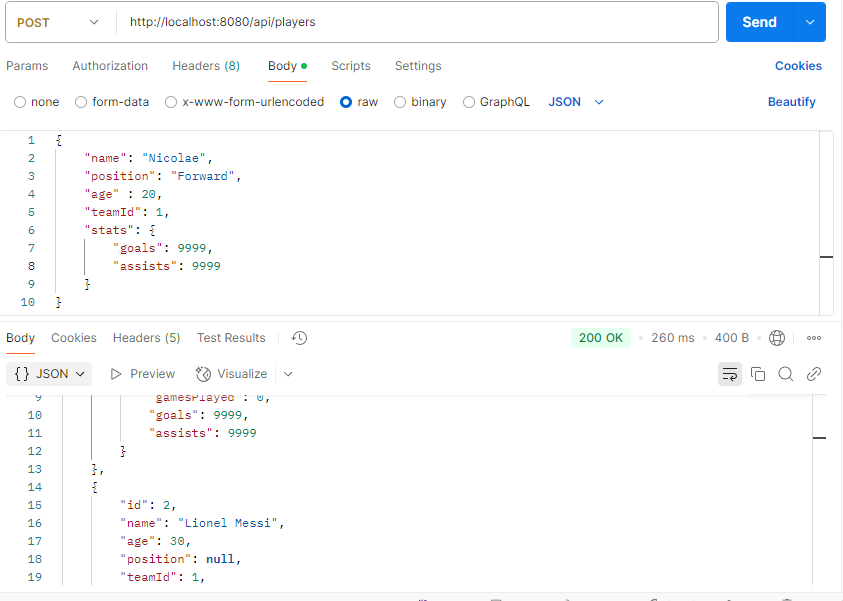 POST http://localhost:8080/api/players Send
Params Authorization Headers (8) Body Scripts Settings Cookies
none form-data x-www-form-urlencoded raw binary GraphQL JSON Beautify
1 {
2 "name": "Nicolae",
3 "position": "Forward",
4 "age" : 20,
5 "teamId": 1,
6 "stats": {
7 "goals": 9999,
8 "assists": 9999
9 }
10 }
Body Cookies Headers (5) Test Results 200 OK 260 ms 400 B
{} JSON Preview Visualize
9 "gamesPlayed": 0,
10 "goals": 9999,
11 "assists": 9999
12 }
13 },
14 {
15 "id": 2,
16 "name": "Lionel Messi",
17 "age": 30,
18 "position": null,
19 "teamId": 1,